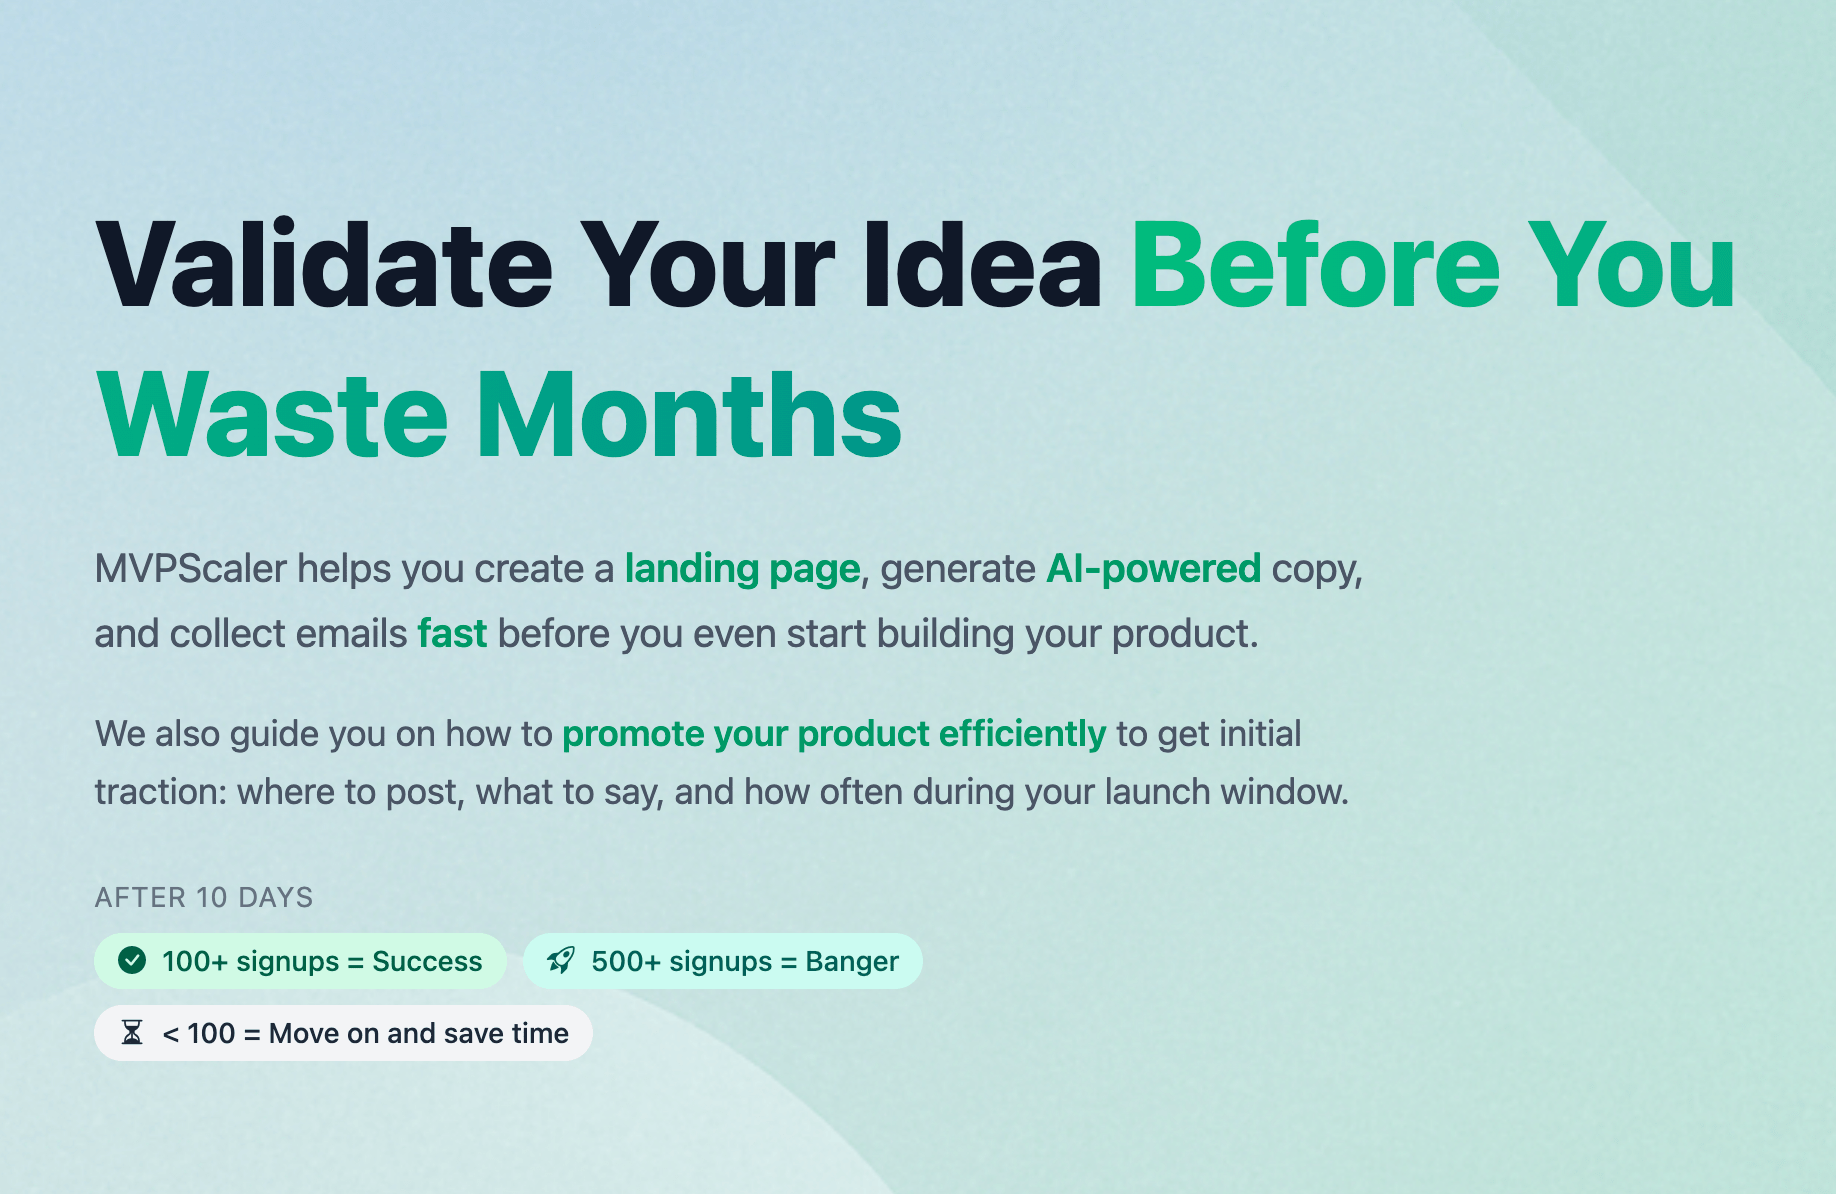 Validate Your Idea Before You
Waste Months
MVPScaler helps you create a landing page, generate AI-powered copy,
and collect emails fast before you even start building your product.
We also guide you on how to promote your product efficiently to get initial
traction: where to post, what to say, and how often during your launch window.
AFTER 10 DAYS
100+ signups = Success
500+ signups = Banger
< 100 = Move on and save time